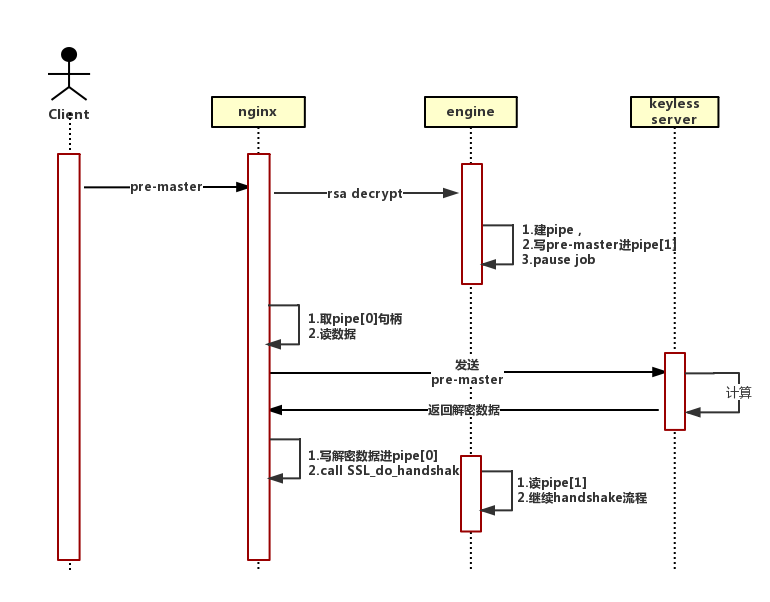 Client
nginx
engine
keyless
server
pre-master
rsa decrypt
1.建pipe，
2.写pre-master进pipe[1]
3.pause job
1.取pipe[0]句柄
2.读数据
发送
pre-master
计算
返回解密数据
1.写解密数据进pipe[0]
2.call SSL_do_handshak
1.读pipe[1]
2.继续handshake流程